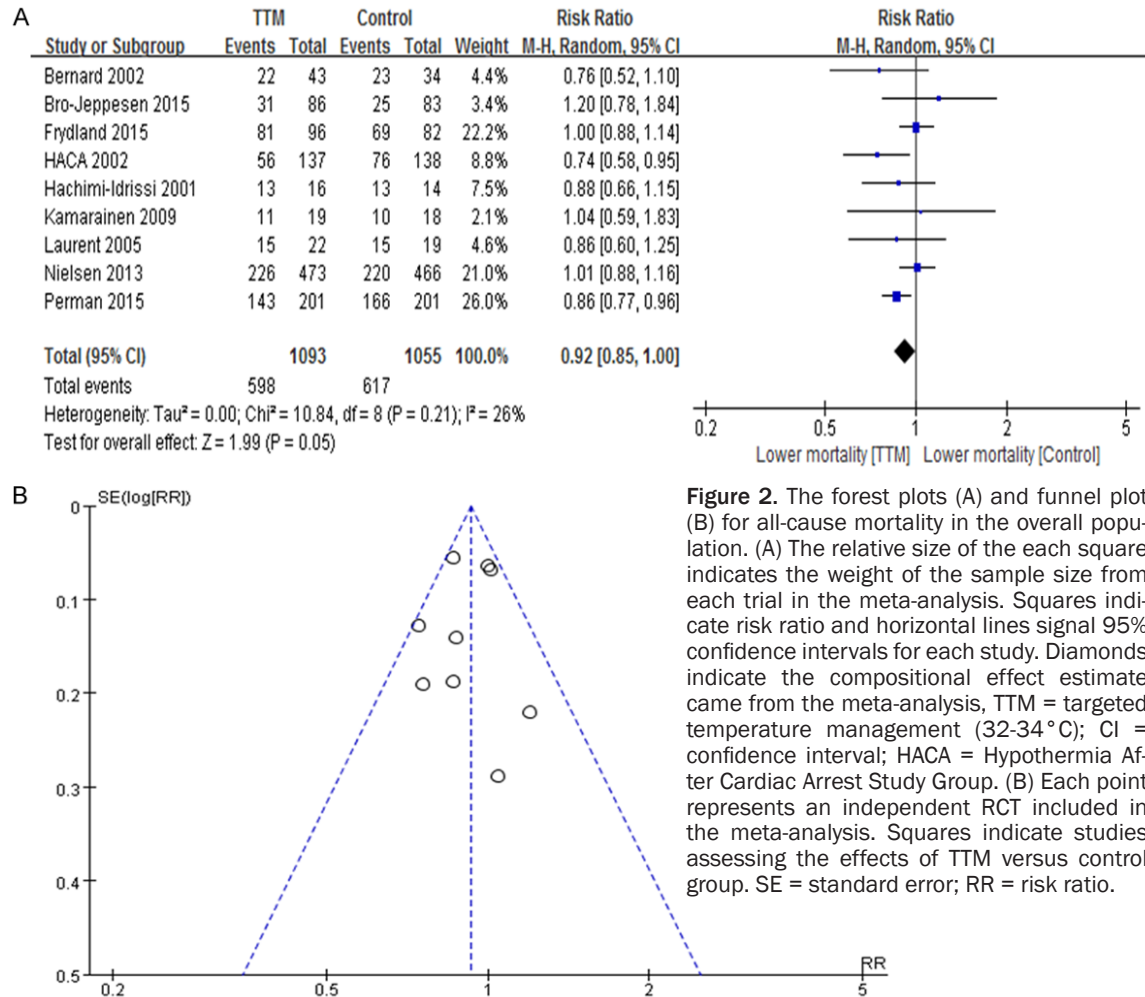 A
TTM Control Risk Ratio Risk Ratio
Study or Subgroup Events Total Events Total Weight M-H, Random, 95% CI M-H, Random, 95% CI
Bernard 2002 22 43 23 34 4.4% 0.76 [0.52, 1.10]
Bro-Jeppesen 2015 31 86 25 83 3.4% 1.20 [0.78, 1.84]
Frydland 2015 81 96 69 82 22.2% 1.00 [0.88, 1.14]
HACA 2002 56 137 76 138 8.8% 0.74 [0.58, 0.95]
Hachimi-Idrissi 2001 13 16 13 14 7.5% 0.88 [0.66, 1.15]
Kamarainen 2009 11 19 10 18 2.1% 1.04 [0.59, 1.83]
Laurent 2005 15 22 15 19 4.6% 0.86 [0.60, 1.25]
Nielsen 2013 226 473 220 466 21.0% 1.01 [0.88, 1.16]
Perman 2015 143 201 166 201 26.0% 0.86 [0.77, 0.96]
Total (95% CI) 1093 1055 100.0% 0.92 [0.85, 1.00]
Total events 598 617
Heterogeneity: Tau² = 0.00; Chi² = 10.84, df = 8 (P = 0.21); I² = 26%
Test for overall effect: Z = 1.99 (P = 0.05)
0.2 0.5 1 2 5
Lower mortality [TTM] Lower mortality [Control]
B
SE(log[RR])
0
0.1
0.2
0.3
0.4
0.5
0.2 0.5 1 2 5
RR
Figure 2. The forest plots (A) and funnel plot
(B) for all-cause mortality in the overall popu-
lation. (A) The relative size of the each square
indicates the weight of the sample size from
each trial in the meta-analysis. Squares indi-
cate risk ratio and horizontal lines signal 95%
confidence intervals for each study. Diamonds
indicate the compositional effect estimate
came from the meta-analysis, TTM = targeted
temperature management (32-34°C); CI =
confidence interval; HACA = Hypothermia Af-
ter Cardiac Arrest Study Group. (B) Each point
represents an independent RCT included in
the meta-analysis. Squares indicate studies
assessing the effects of TTM versus control
group. SE = standard error; RR = risk ratio.